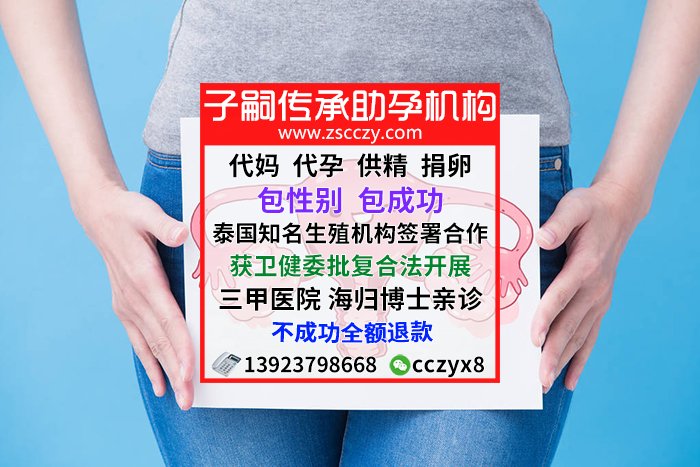 子嗣传承助孕机构
www.zscczy.com
代妈 代孕 供精 捐卵
包性别 包成功
泰国知名生殖机构签署合作
获卫健委批复合法开展
三甲医院 海归博士亲诊
不成功全额退款
13923798668 cczyx8